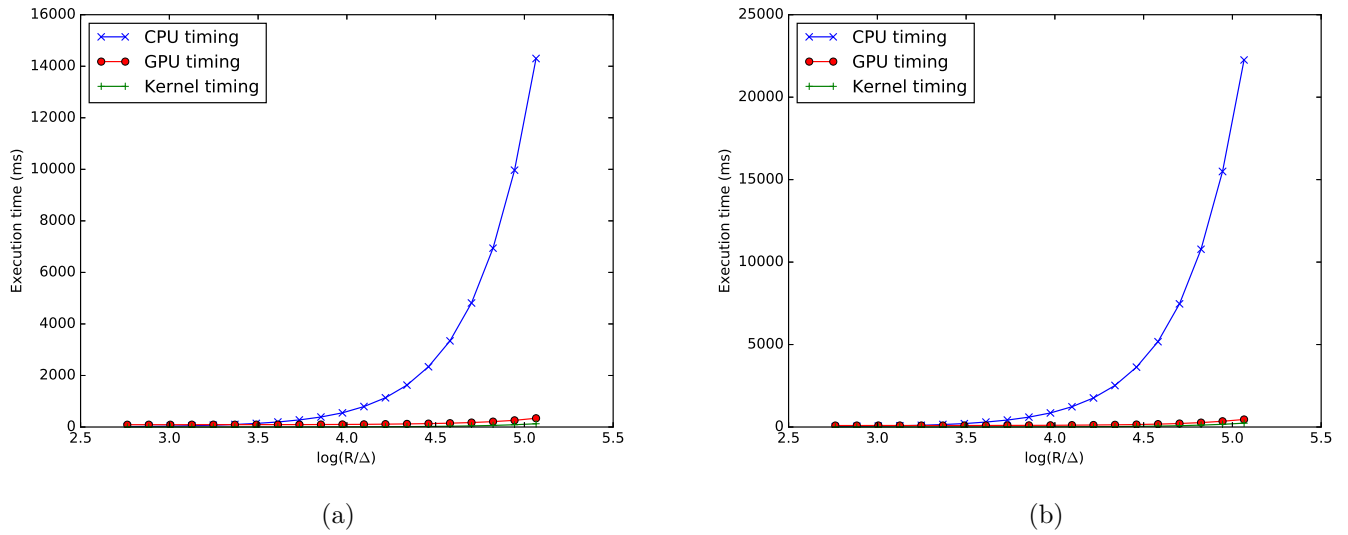 16000
14000
12000
10000
8000
6000
4000
2000
0
Execution time (ms)
CPU timing
GPU timing
Kernel timing
2.5 3.0 3.5 4.0 4.5 5.0 5.5
log(R/Δ)
(a)
25000
20000
15000
10000
5000
0
Execution time (ms)
CPU timing
GPU timing
Kernel timing
2.5 3.0 3.5 4.0 4.5 5.0 5.5
log(R/Δ)
(b)